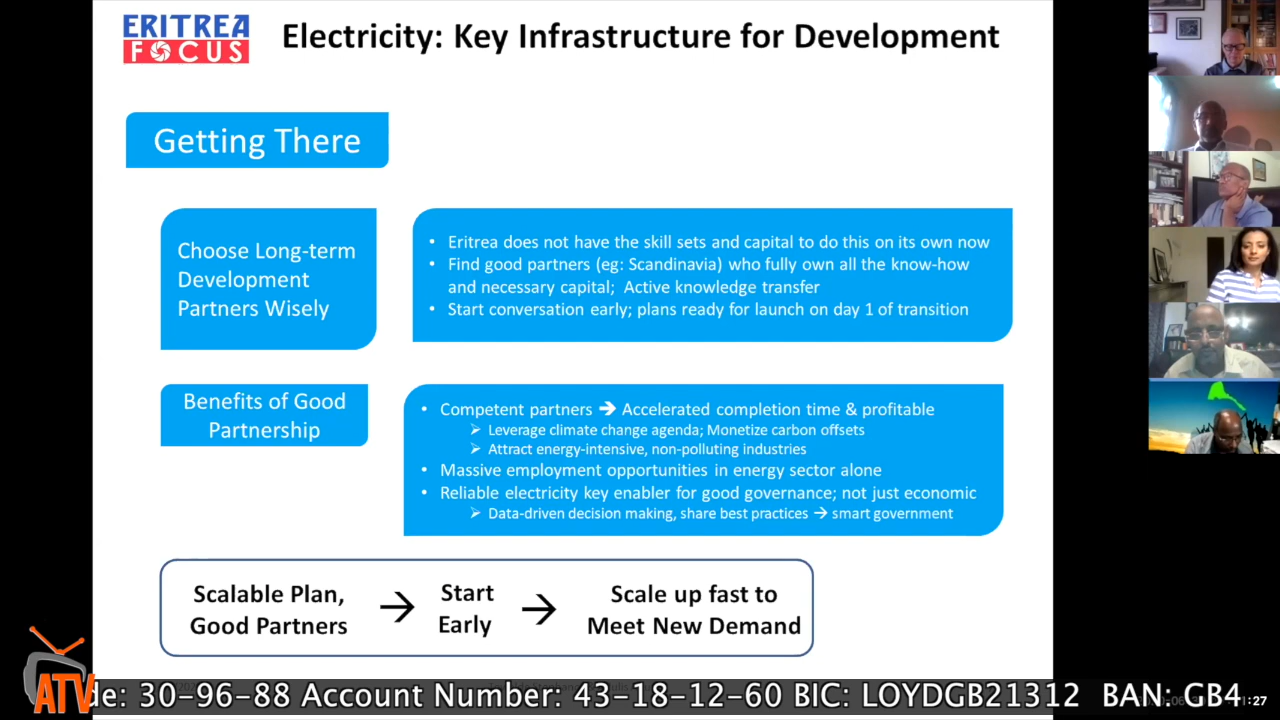 ERITREA
FOCUS
Electricity: Key Infrastructure for Development
Getting There
Choose Long-term
Development
Partners Wisely
• Eritrea does not have the skill sets and capital to do this on its own now
• Find good partners (eg: Scandinavia) who fully own all the know-how
and necessary capital; Active knowledge transfer
• Start conversation early; plans ready for launch on day 1 of transition
Benefits of Good
Partnership
• Competent partners → Accelerated completion time & profitable
➢ Leverage climate change agenda; Monetize carbon offsets
➢ Attract energy-intensive, non-polluting industries
• Massive employment opportunities in energy sector alone
• Reliable electricity key enabler for good governance; not just economic
➢ Data-driven decision making, share best practices → smart government
Scalable Plan,
Good Partners
→
Start
Early
→
Scale up fast to
Meet New Demand
ATV
de: 30-96-88 Account Number: 43-18-12-60 BIC: LOYDGB21312 BAN: GB4